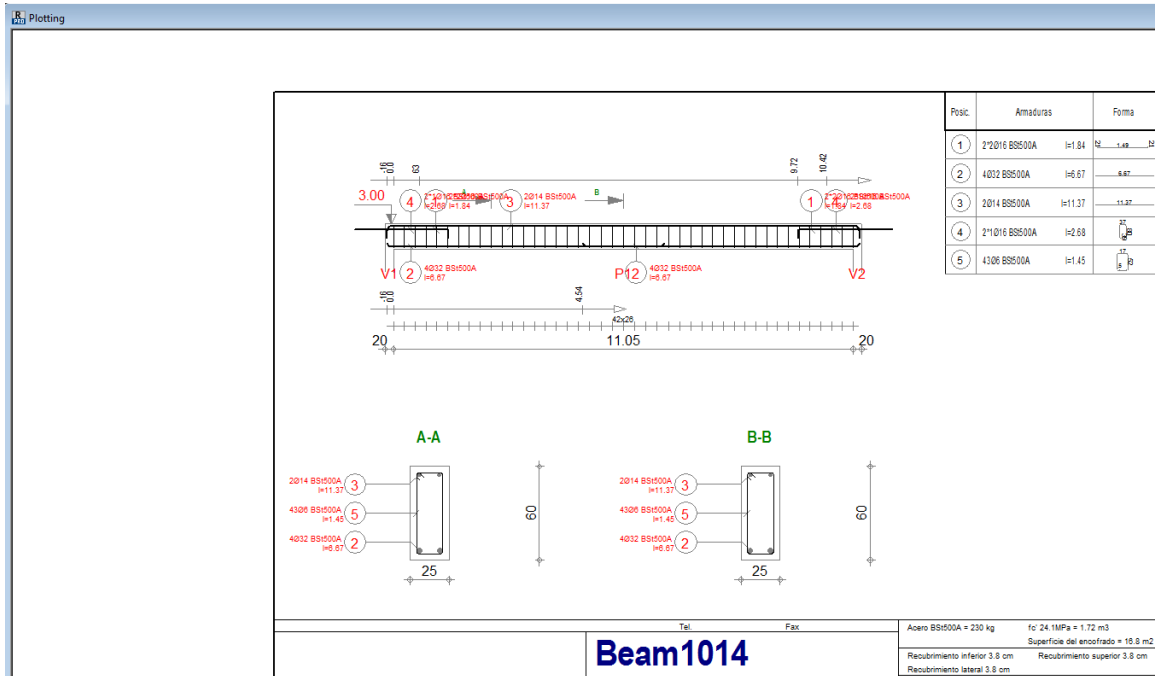 Plotting
Posic. Armaduras Forma
1 2*2Ø16 BSt500A l=1.84 1.49
2 4Ø32 BSt500A l=6.67 6.67
3 2Ø14 BSt500A l=11.37 11.37
4 2*1Ø16 BSt500A l=2.68
5 43Ø6 BSt500A l=1.45
-16 0.0 63 9.72 10.42
3.00
4 1 3 2Ø14 BSt500A B 1 4
l=2.68 l=1.84 l=11.37 l=2.68
V1 2 4Ø32 BSt500A P12 4Ø32 BSt500A V2
l=6.67 l=6.67
-16 0.0 4.54
42x26
20 11.05 20
A-A B-B
2Ø14 BSt500A 3 2Ø14 BSt500A 3
l=11.37 l=11.37
43Ø6 BSt500A 5 60 43Ø6 BSt500A 5 60
l=1.45 l=1.45
4Ø32 BSt500A 2 4Ø32 BSt500A 2
l=6.67 l=6.67
25 25
Tel. Fax
Acero BSt500A = 230 kg fc' 24.1MPa = 1.72 m3
Superficie del encofrado = 16.8 m2
Beam1014
Recubrimiento inferior 3.8 cm Recubrimiento superior 3.8 cm
Recubrimiento lateral 3.8 cm